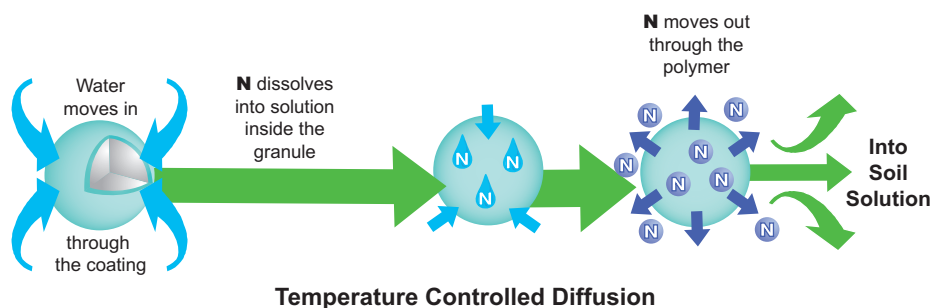 Water
moves in
through
the coating
N dissolves
into solution
inside the
granule
N
N
N
N moves out
through the
polymer
N
N
N
N
N
N
N
N
Into
Soil
Solution
Temperature Controlled Diffusion